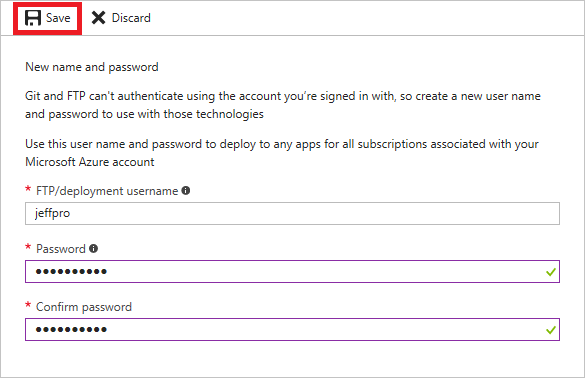 Save Discard
New name and password
Git and FTP can't authenticate using the account you're signed in with, so create a new user name
and password to use with those technologies
Use this user name and password to deploy to any apps for all subscriptions associated with your
Microsoft Azure account
* FTP/deployment username
jeffpro
* Password
••••••••••
* Confirm password
••••••••••